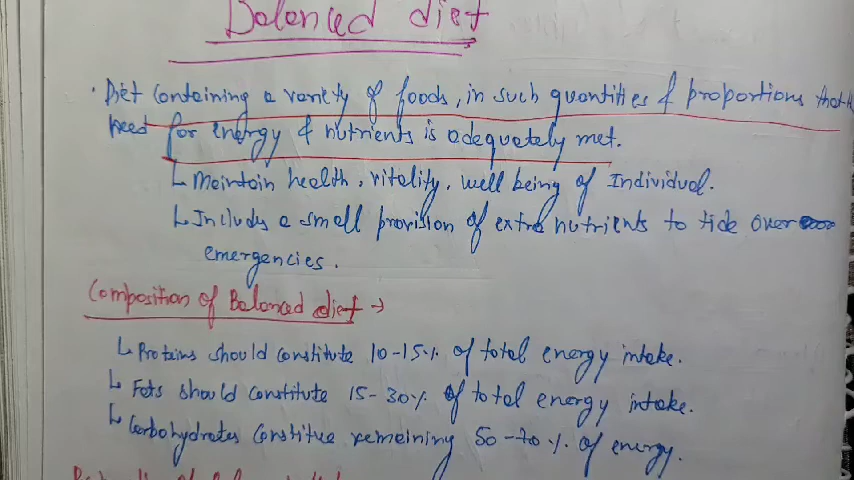 Balanced diet
· Diet containing a variety of foods, in such quantities & proportions that
need for energy & nutrients is adequately met.
Maintain health, vitality, well being of Individual.
Includes a small provision of extra nutrients to tide over
emergencies.
Composition of Balanced diet →
Proteins should constitute 10-15% of total energy intake.
Fats should constitute 15-30% of total energy intake.
Carbohydrates constitue remaining 50-70% of energy.